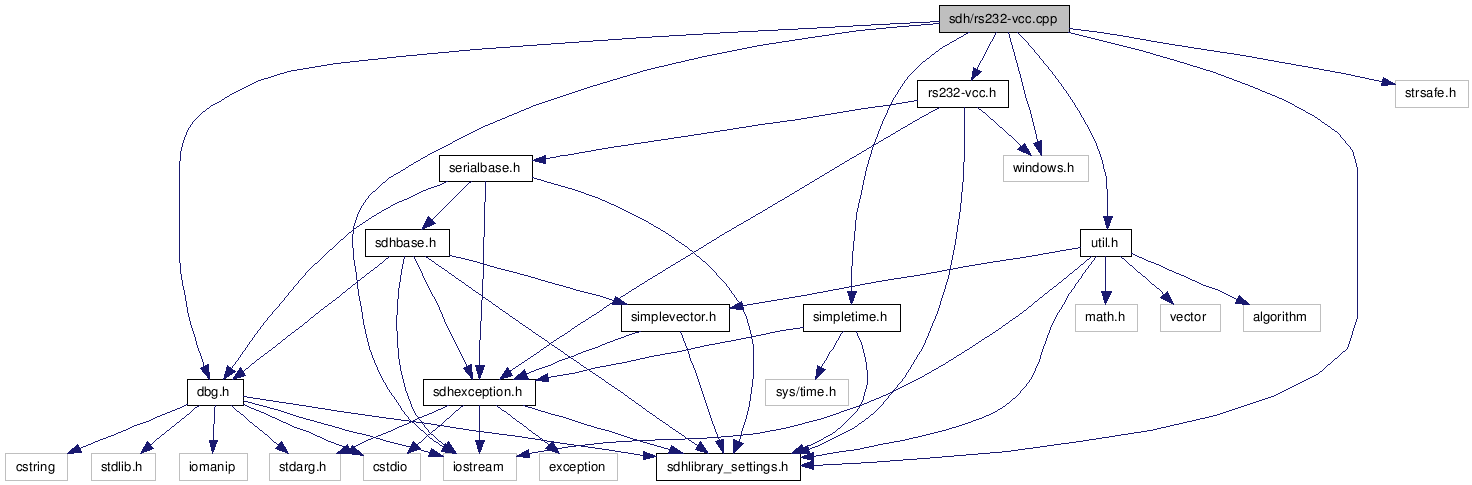 sdh/rs232-vcc.cpp
rs232-vcc.h
strsafe.h
serialbase.h
windows.h
sdhbase.h
util.h
simplevector.h
simpletime.h
math.h
vector
algorithm
dbg.h
sdhexception.h
sys/time.h
cstring
stdlib.h
iomanip
stdarg.h
cstdio
iostream
exception
sdhlibrary_settings.h